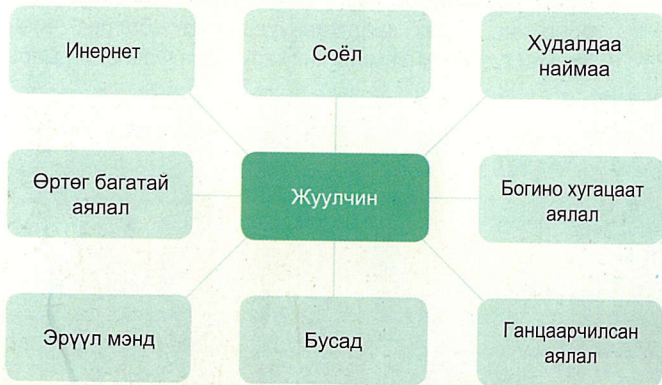 Инернет
Соёл
Худалдаа
наймаа
Өртөг багатай
аялал
Жуулчин
Богино хугацаат
аялал
Эрүүл мэнд
Бусад
Ганцаарчилсан
аялал